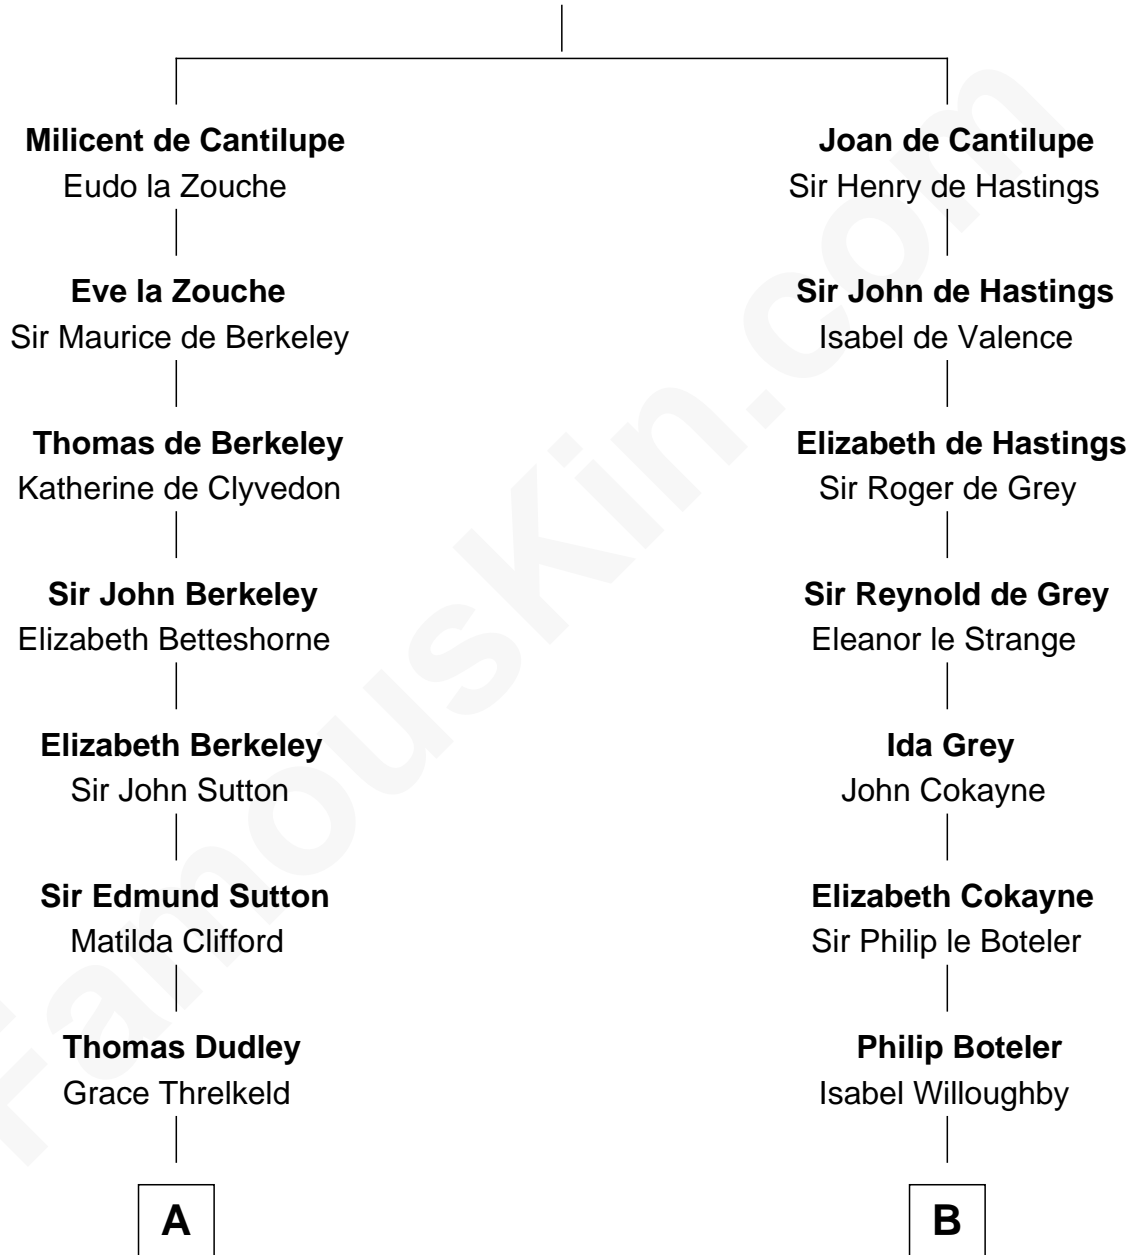 Milicent de Cantilupe
Eudo la Zouche
Eve la Zouche
Sir Maurice de Berkeley
Thomas de Berkeley
Katherine de Clyvedon
Sir John Berkeley
Elizabeth Betteshorne
Elizabeth Berkeley
Sir John Sutton
Sir Edmund Sutton
Matilda Clifford
Thomas Dudley
Grace Threlkeld
A
Joan de Cantilupe
Sir Henry de Hastings
Sir John de Hastings
Isabel de Valence
Elizabeth de Hastings
Sir Roger de Grey
Sir Reynold de Grey
Eleanor le Strange
Ida Grey
John Cokayne
Elizabeth Cokayne
Sir Philip le Boteler
Philip Boteler
Isabel Willoughby
B
FamousKin.com